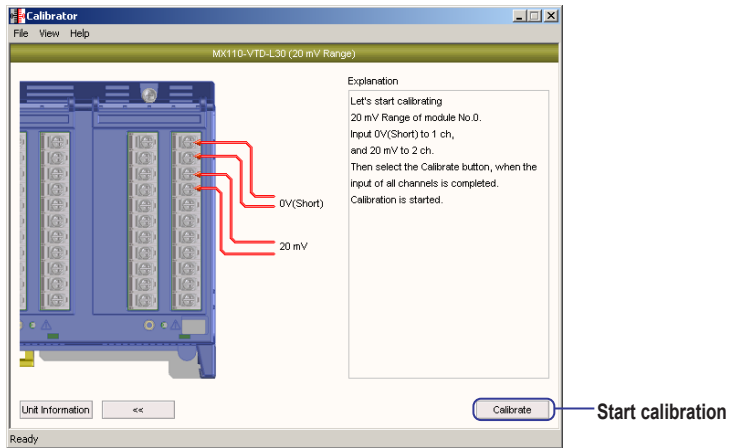 Calibrator
File View Help
MX110-VTD-L30 (20 mV Range)
Explanation
Let's start calibrating
20 mV Range of module No.0.
Input 0V(Short) to 1 ch,
and 20 mV to 2 ch.
Then select the Calibrate button, when the
input of all channels is completed.
Calibration is started.
0V(Short)
20 mV
Unit Information
<<
Calibrate
Start calibration
Ready